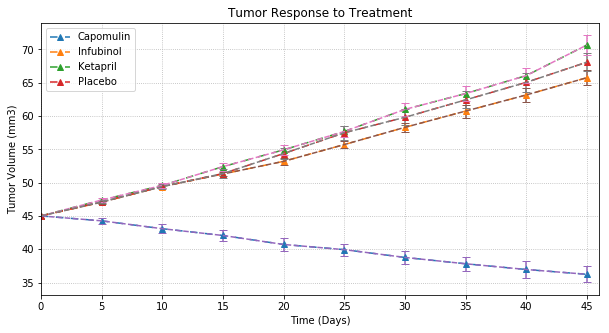 Tumor Response to Treatment
Capomulin
Infubinol
Ketapril
Placebo
Tumor Volume (mm3)
70
65
60
55
50
45
40
35
0 5 10 15 20 25 30 35 40 45
Time (Days)